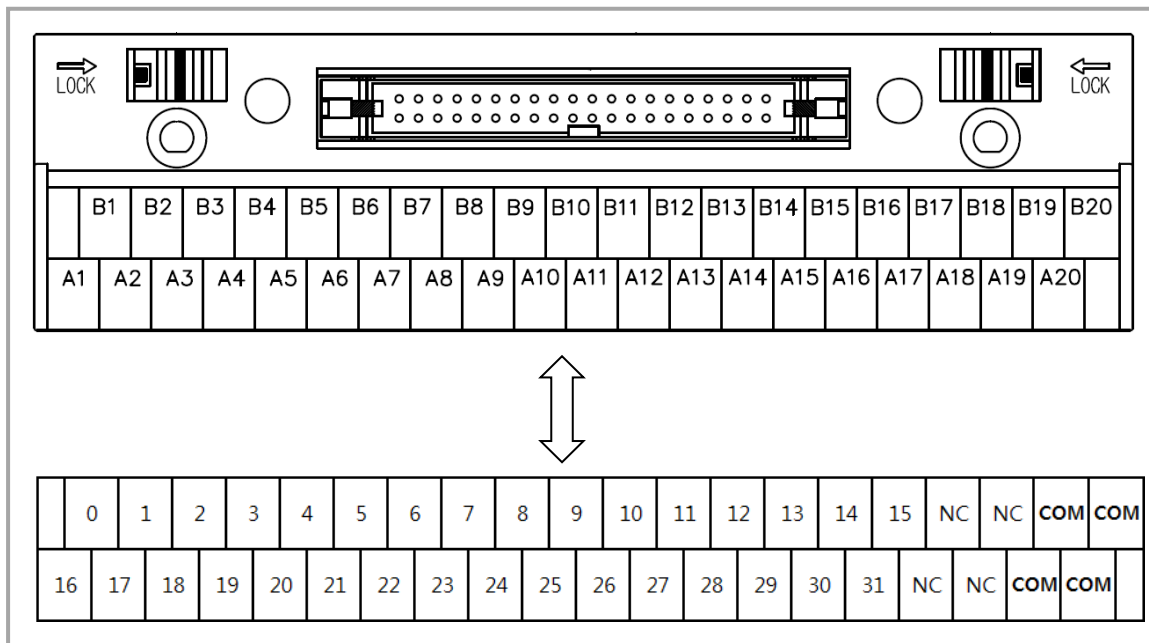 LOCK LOCK
B1 B2 B3 B4 B5 B6 B7 B8 B9 B10 B11 B12 B13 B14 B15 B16 B17 B18 B19 B20
A1 A2 A3 A4 A5 A6 A7 A8 A9 A10 A11 A12 A13 A14 A15 A16 A17 A18 A19 A20
0 1 2 3 4 5 6 7 8 9 10 11 12 13 14 15 NC NC COM COM
16 17 18 19 20 21 22 23 24 25 26 27 28 29 30 31 NC NC COM COM